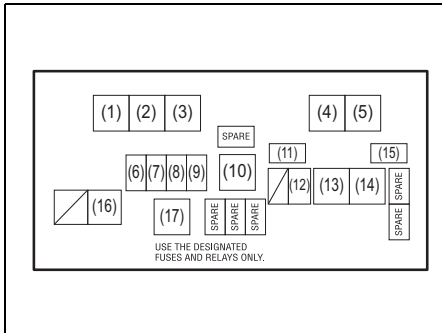 (1) (2) (3) (4) (5)
SPARE
(11) (15)
(6) (7) (8) (9) (10)
(12) (13) (14) SPARE
(16) (17) SPARE SPARE SPARE SPARE
USE THE DESIGNATED
FUSES AND RELAYS ONLY.